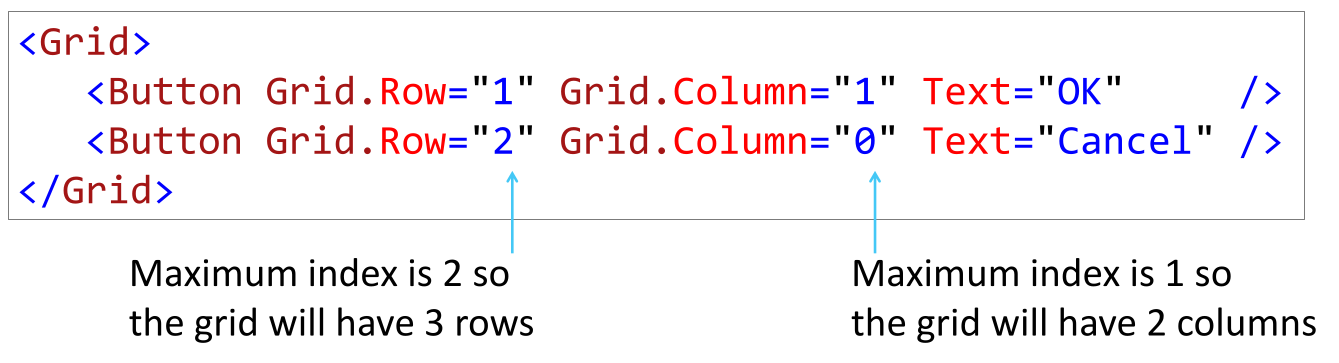 <Grid>
<Button Grid.Row="1" Grid.Column="1" Text="OK" />
<Button Grid.Row="2" Grid.Column="0" Text="Cancel" />
</Grid>
Maximum index is 2 so
the grid will have 3 rows
Maximum index is 1 so
the grid will have 2 columns